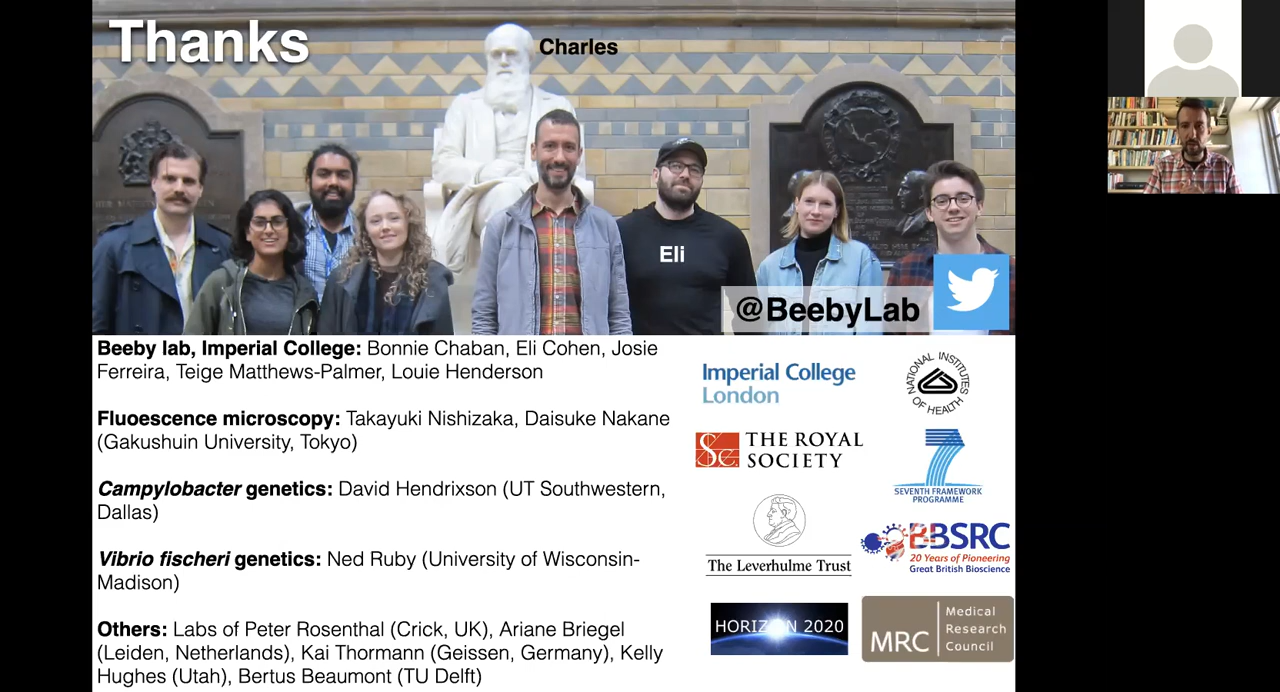 Thanks
Charles
Eli
@BeebyLab
Beeby lab, Imperial College: Bonnie Chaban, Eli Cohen, Josie
Ferreira, Teige Matthews-Palmer, Louie Henderson
Fluoescence microscopy: Takayuki Nishizaka, Daisuke Nakane
(Gakushuin University, Tokyo)
Campylobacter genetics: David Hendrixson (UT Southwestern,
Dallas)
Vibrio fischeri genetics: Ned Ruby (University of Wisconsin-
Madison)
Others: Labs of Peter Rosenthal (Crick, UK), Ariane Briegel
(Leiden, Netherlands), Kai Thormann (Geissen, Germany), Kelly
Hughes (Utah), Bertus Beaumont (TU Delft)
Imperial College
London
NATIONAL INSTITUTES
OF HEALTH
THE ROYAL
SOCIETY
SEVENTH FRAMEWORK
PROGRAMME
The Leverhulme Trust
BBSRC
20 Years of Pioneering
Great British Bioscience
HORIZON 2020
MRC
Medical
Research
Council